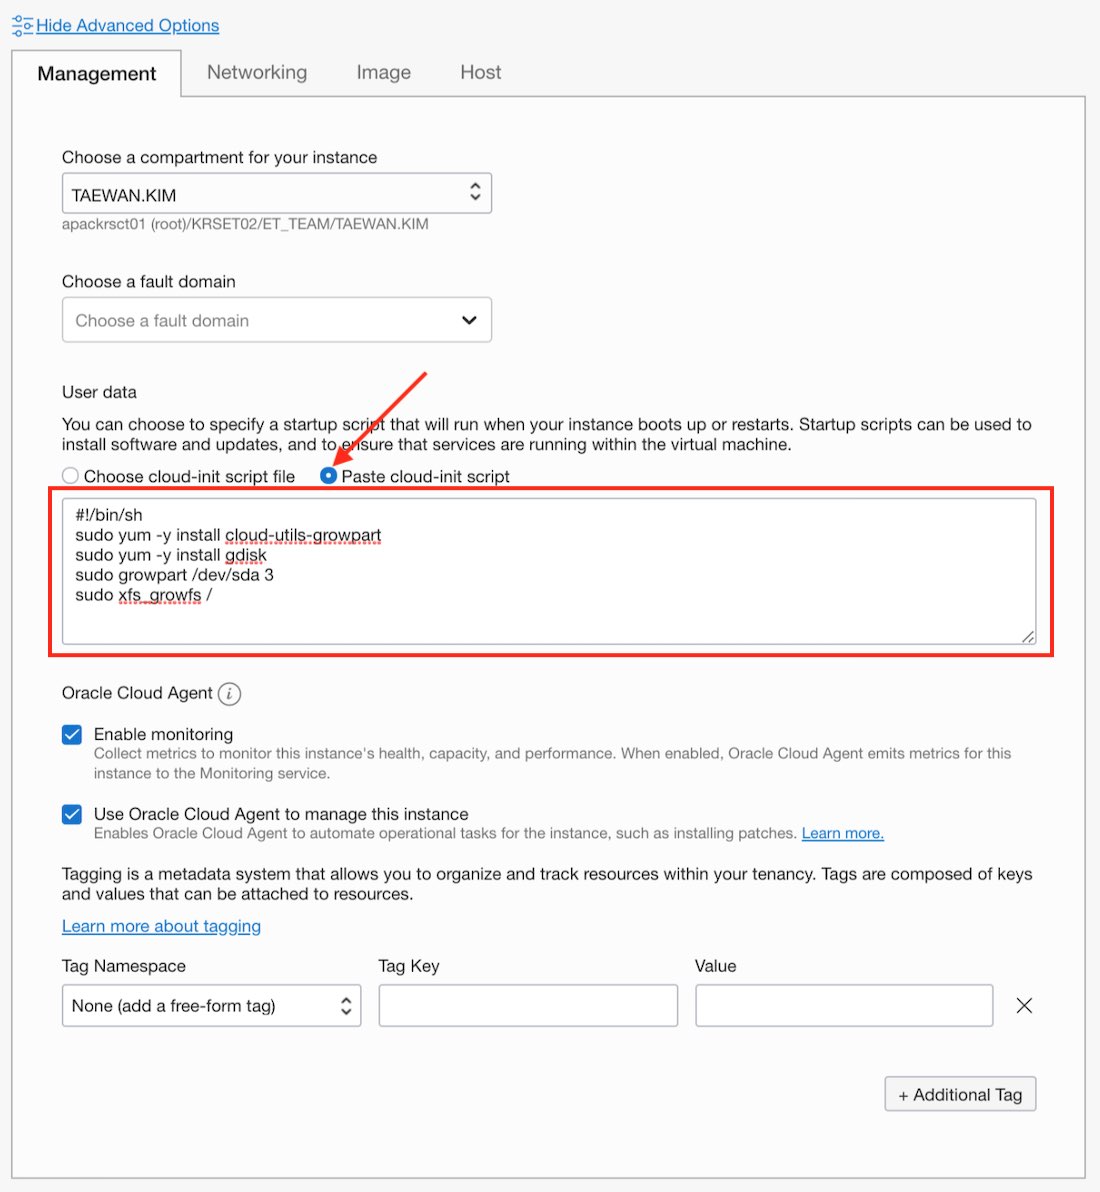 Hide Advanced Options
Management Networking Image Host
Choose a compartment for your instance
TAEWAN.KIM
apackrsct01 (root)/KRSET02/ET_TEAM/TAEWAN.KIM
Choose a fault domain
Choose a fault domain
User data
You can choose to specify a startup script that will run when your instance boots up or restarts. Startup scripts can be used to
install software and updates, and to ensure that services are running within the virtual machine.
Choose cloud-init script file Paste cloud-init script
#!/bin/sh
sudo yum -y install cloud-utils-growpart
sudo yum -y install gdisk
sudo growpart /dev/sda 3
sudo xfs_growfs /
Oracle Cloud Agent i
Enable monitoring
Collect metrics to monitor this instance's health, capacity, and performance. When enabled, Oracle Cloud Agent emits metrics for this
instance to the Monitoring service.
Use Oracle Cloud Agent to manage this instance
Enables Oracle Cloud Agent to automate operational tasks for the instance, such as installing patches. Learn more.
Tagging is a metadata system that allows you to organize and track resources within your tenancy. Tags are composed of keys
and values that can be attached to resources.
Learn more about tagging
Tag Namespace Tag Key Value
None (add a free-form tag)
+ Additional Tag